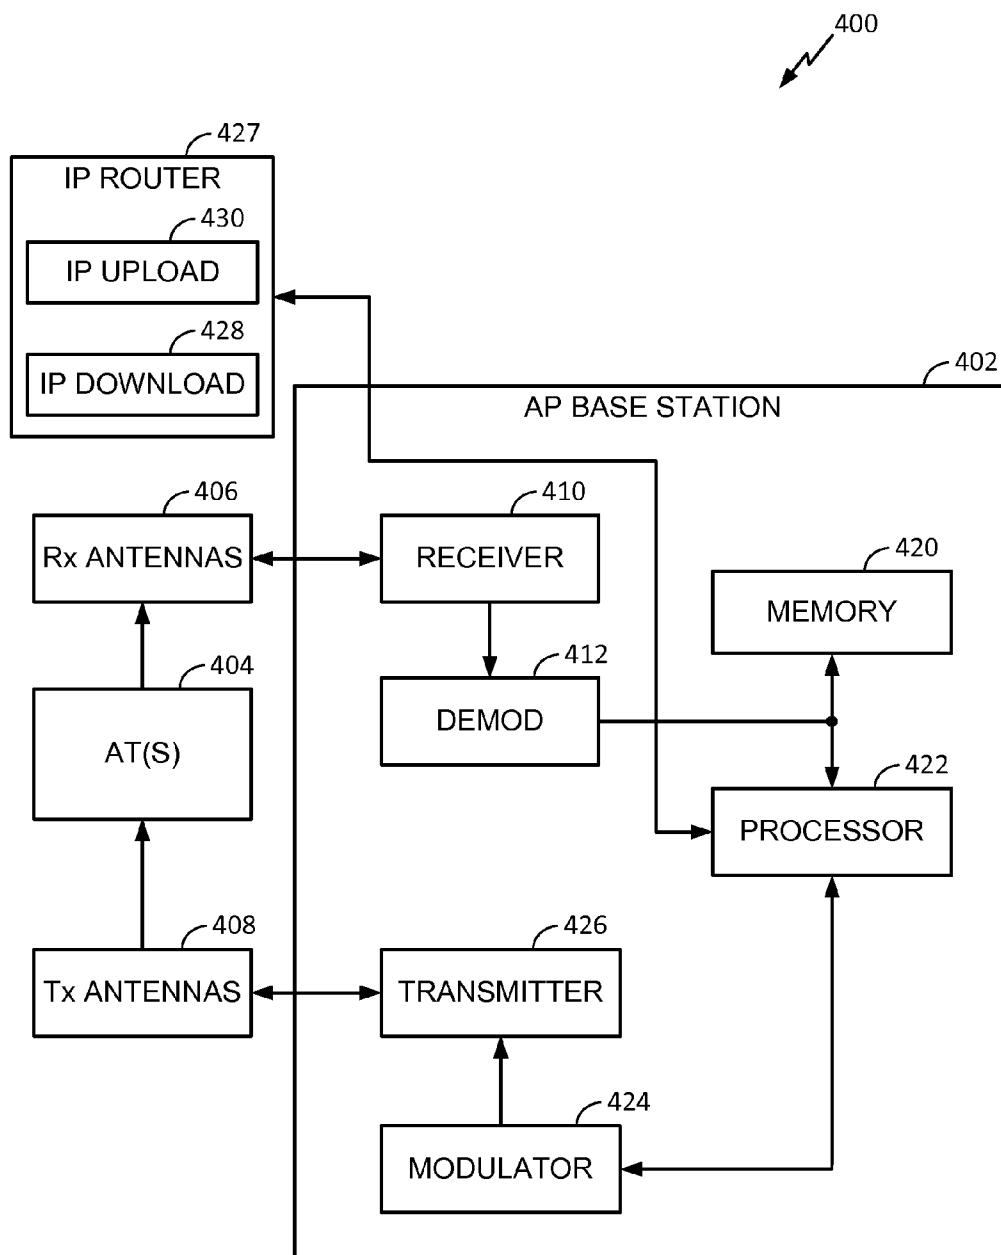 400
427
IP ROUTER
430
IP UPLOAD
428
IP DOWNLOAD
402
AP BASE STATION
406
Rx ANTENNAS
410
RECEIVER
420
MEMORY
404
AT(S)
412
DEMOD
422
PROCESSOR
408
Tx ANTENNAS
426
TRANSMITTER
424
MODULATOR